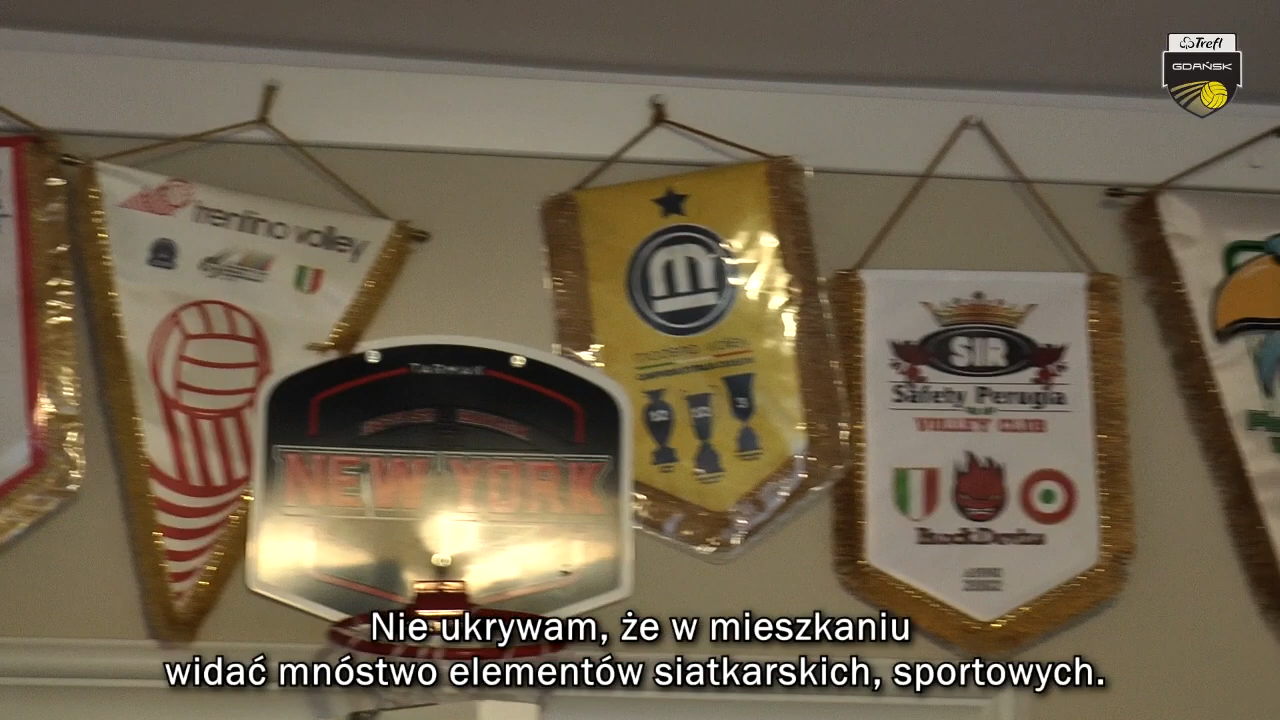 Trefl
GDAŃSK
trentino volley
TARMAK
NEW YORK
SIR
Safety Perugia
VOLLEY CLUB
Nie ukrywam, że w mieszkaniu
widać mnóstwo elementów siatkarskich, sportowych.